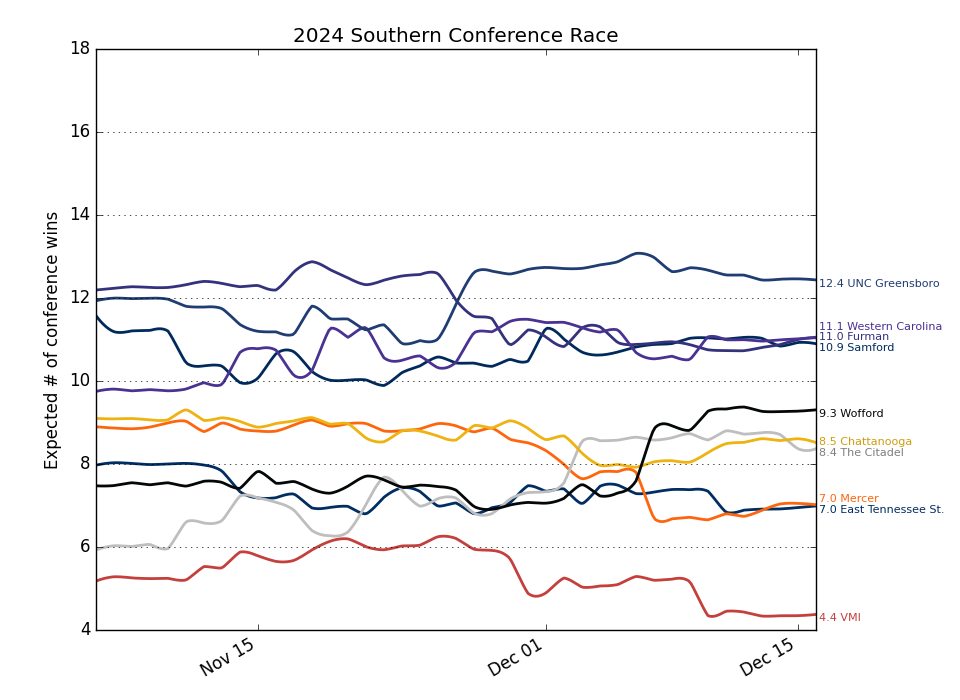 2024 Southern Conference Race
Expected # of conference wins
18
16
14
12
10
8
6
4
Nov 15
Dec 01
Dec 15
12.4 UNC Greensboro
11.1 Western Carolina
11.0 Furman
10.9 Samford
9.3 Wofford
8.5 Chattanooga
8.4 The Citadel
7.0 Mercer
7.0 East Tennessee St.
4.4 VMI